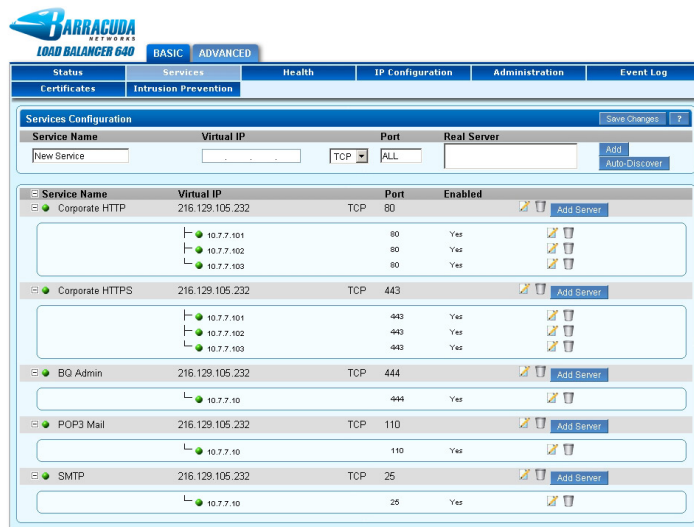 BARRACUDA
NETWORKS
LOAD BALANCER 640 BASIC ADVANCED
Status Services Health IP Configuration Administration Event Log
Certificates Intrusion Prevention
Services Configuration Save Changes ?
Service Name Virtual IP Port Real Server
New Service . . . TCP ALL Add
Auto-Discover
Service Name Virtual IP Port Enabled
Corporate HTTP 216.129.105.232 TCP 80 Add Server
10.7.7.101 80 Yes
10.7.7.102 80 Yes
10.7.7.103 80 Yes
Corporate HTTPS 216.129.105.232 TCP 443 Add Server
10.7.7.101 443 Yes
10.7.7.102 443 Yes
10.7.7.103 443 Yes
BQ Admin 216.129.105.232 TCP 444 Add Server
10.7.7.10 444 Yes
POP3 Mail 216.129.105.232 TCP 110 Add Server
10.7.7.10 110 Yes
SMTP 216.129.105.232 TCP 25 Add Server
10.7.7.10 25 Yes